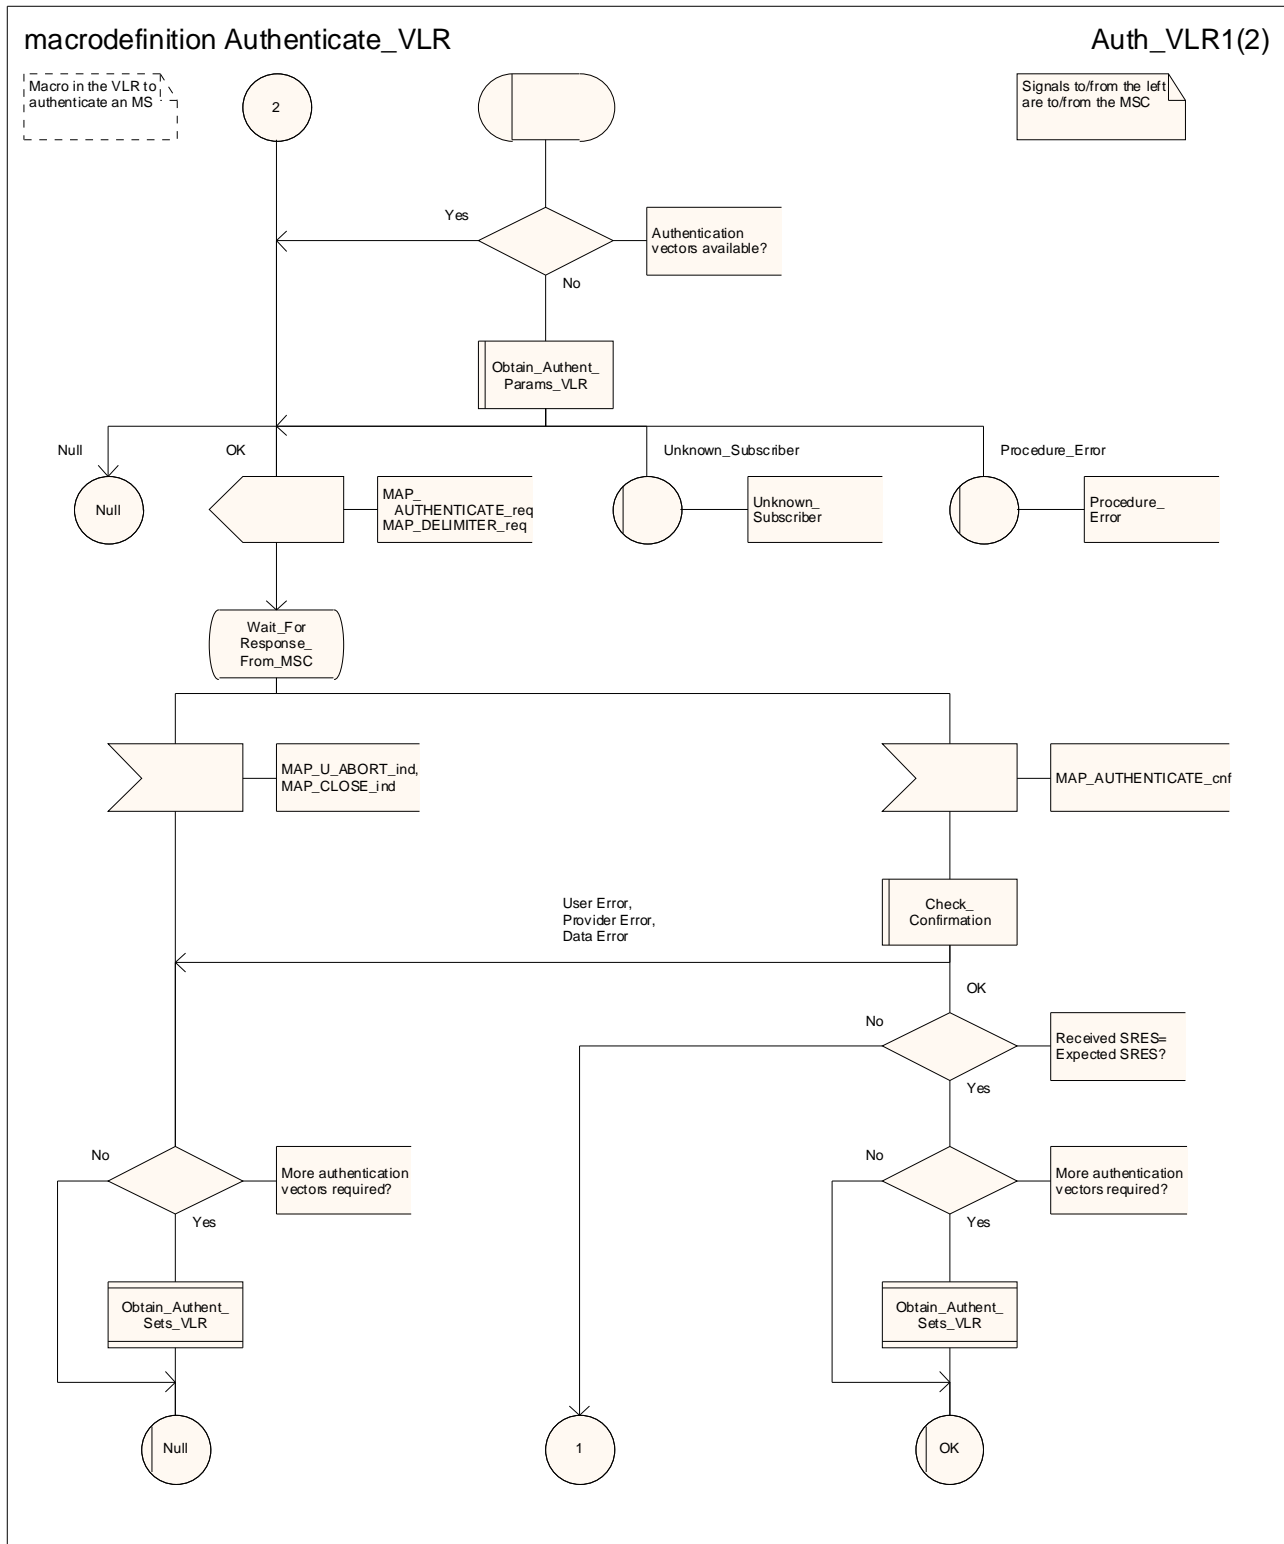 macrodefinition Authenticate_VLR
Auth_VLR1(2)
Macro in the VLR to
authenticate an MS
2
Signals to/from the left
are to/from the MSC
Yes
Authentication
vectors available?
No
Obtain_Authent_
Params_VLR
Null
OK
Unknown_Subscriber
Procedure_Error
Null
MAP_
AUTHENTICATE_req
MAP_DELIMITER_req
Unknown_
Subscriber
Procedure_
Error
Wait_For
Response_
From_MSC
MAP_U_ABORT_ind,
MAP_CLOSE_ind
MAP_AUTHENTICATE_cnf
User Error,
Provider Error,
Data Error
Check_
Confirmation
OK
No
Received SRES=
Expected SRES?
Yes
No
More authentication
vectors required?
Yes
No
More authentication
vectors required?
Yes
Obtain_Authent_
Sets_VLR
Obtain_Authent_
Sets_VLR
Null
1
OK